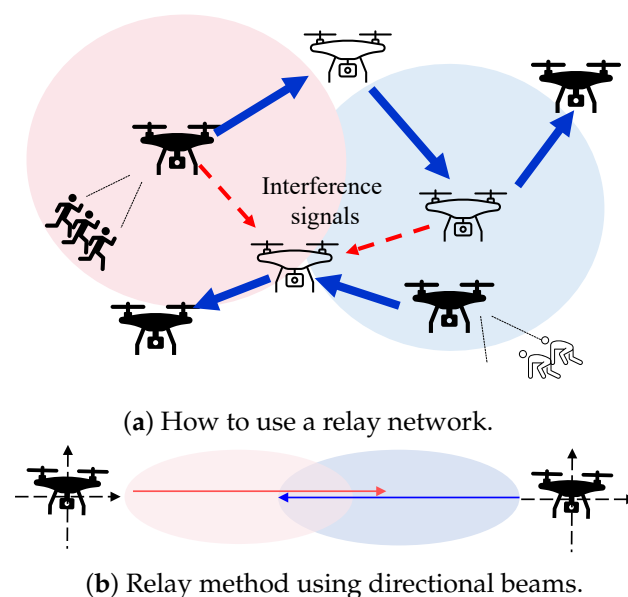 Interference
signals
(a) How to use a relay network.
(b) Relay method using directional beams.